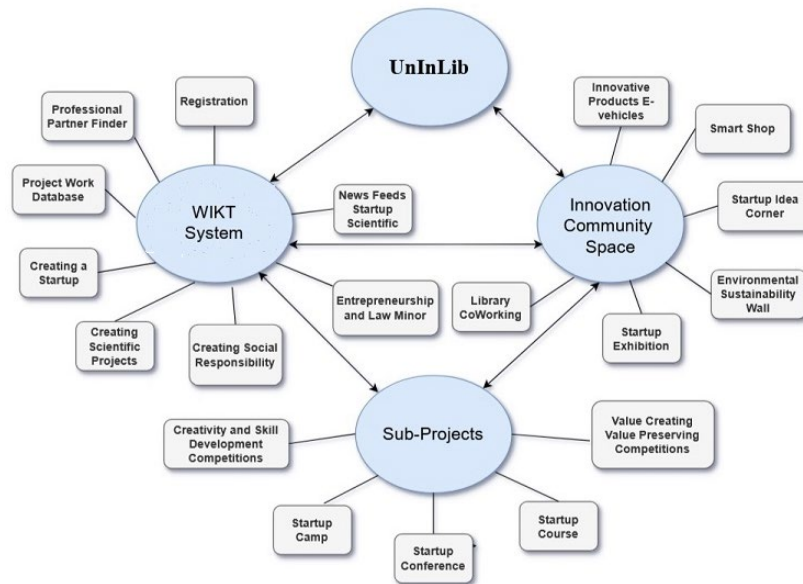 UnInLib
Registration
Professional
Partner Finder
Project Work
Database
Creating a
Startup
Creating
Scientific
Projects
Creating Social
Responsibility
WIKT
System
News Feeds
Startup
Scientific
Entrepreneurship
and Law Minor
Innovative
Products E-
vehicles
Smart Shop
Startup Idea
Corner
Environmental
Sustainability
Wall
Innovation
Community
Space
Library
CoWorking
Startup
Exhibition
Sub-Projects
Creativity and Skill
Development
Competitions
Startup
Camp
Startup
Conference
Startup
Course
Value Creating
Value Preserving
Competitions